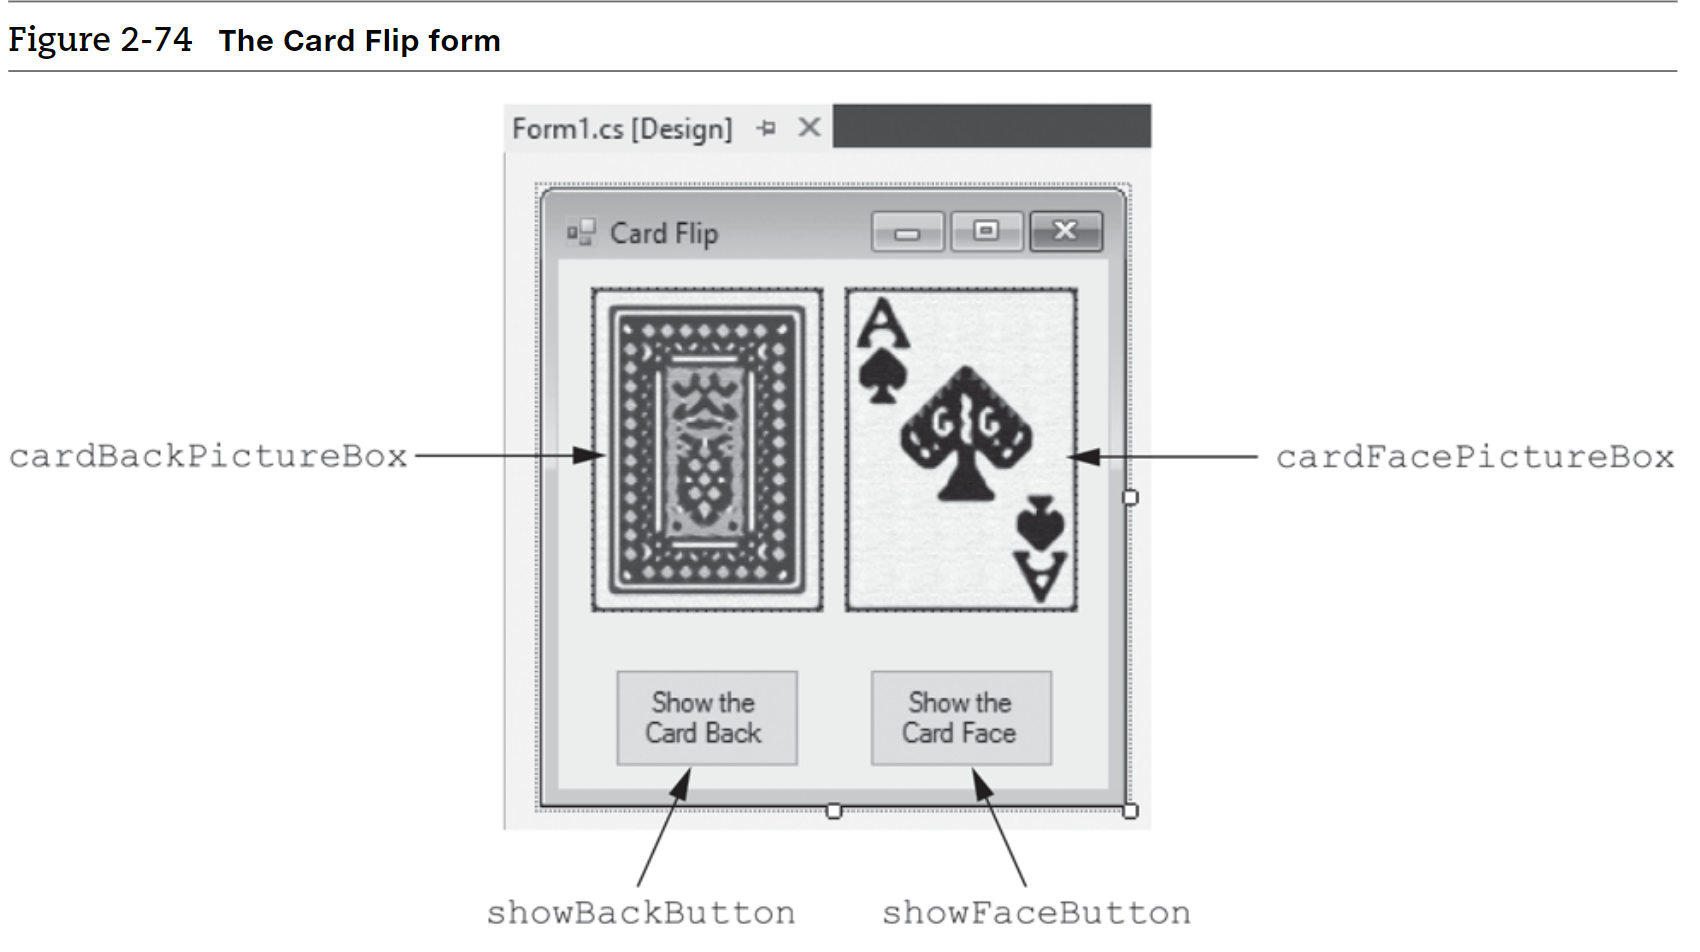 Figure 2-74 The Card Flip form
Form1.cs [Design]
Card Flip
A
G G
A
cardBackPictureBox
cardFacePictureBox
Show the
Card Back
Show the
Card Face
showBackButton
showFaceButton